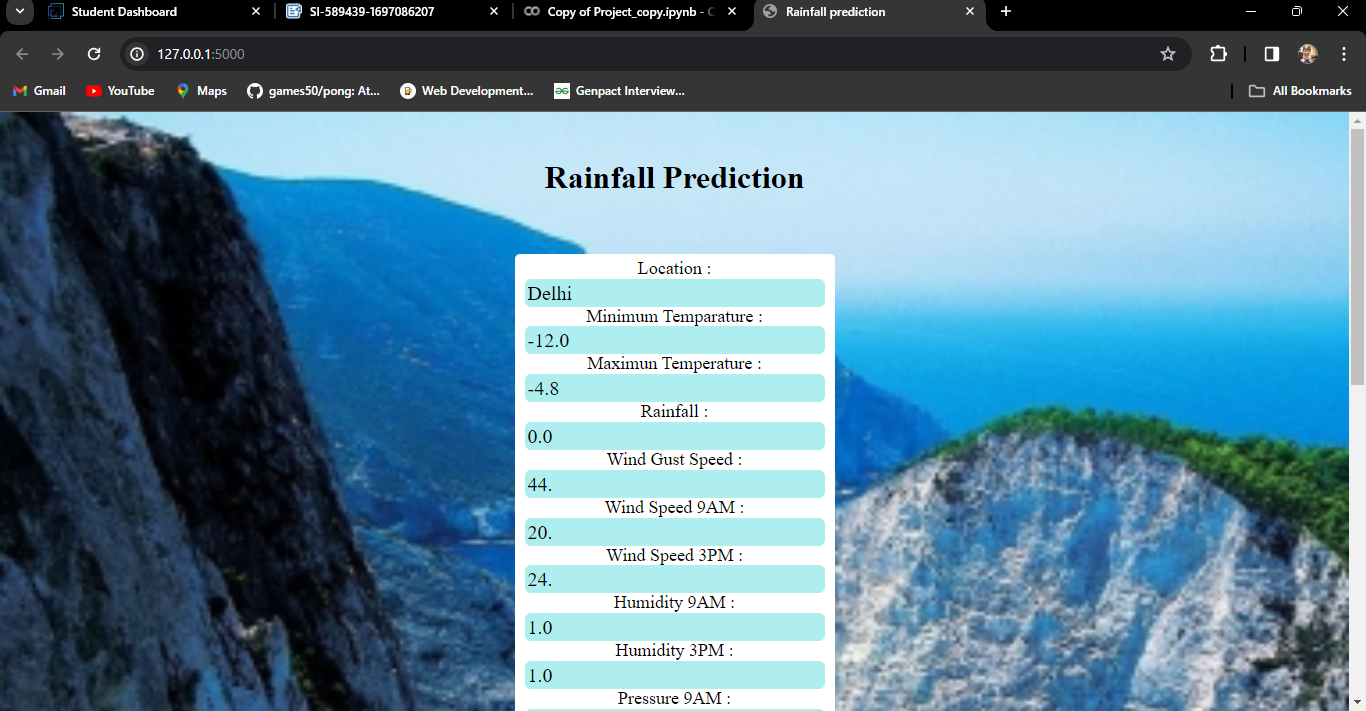 Student Dashboard
SI-589439-1697086207
Copy of Project_copy.ipynb - C
Rainfall prediction
127.0.0.1:5000
Gmail
YouTube
Maps
games50/pong: At...
Web Development...
Genpact Interview...
All Bookmarks
Rainfall Prediction
Location :
Delhi
Minimum Temparature :
-12.0
Maximun Temperature :
-4.8
Rainfall :
0.0
Wind Gust Speed :
44.
Wind Speed 9AM :
20.
Wind Speed 3PM :
24.
Humidity 9AM :
1.0
Humidity 3PM :
1.0
Pressure 9AM :